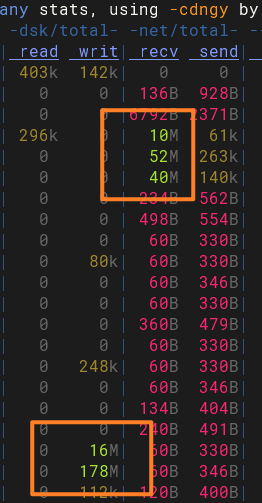 any stats, using -cdngy by
-dsk/total- -net/total- -
read writ| recv send|
403k 142k| 0 0 |
0 0 | 136B 928B|
0 0 |6792B 2371B|
296k 0 | 10M 61k|
0 0 | 52M 263k|
0 0 | 40M 140k|
0 0 | 234B 562B|
0 0 | 498B 554B|
0 0 | 60B 330B|
0 80k| 60B 330B|
0 0 | 60B 346B|
0 0 | 60B 330B|
0 0 | 360B 479B|
0 0 | 60B 330B|
0 248k| 60B 330B|
0 0 | 60B 346B|
0 0 | 134B 404B|
0 0 | 240B 491B|
0 16M| 60B 330B|
0 178M| 60B 346B|
0 112k| 120B 400B|